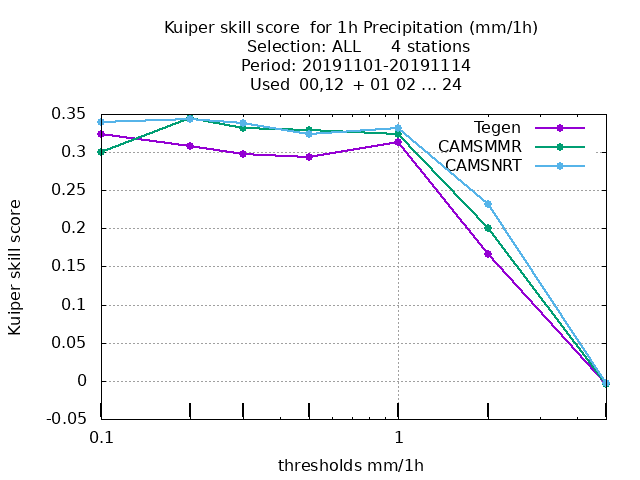 Kuiper skill score  for 1h Precipitation (mm/1h)
Selection: ALL      4 stations
Period: 20191101-20191114
Used  00,12  + 01 02 ... 24
Kuiper skill score
0.35
0.3
0.25
0.2
0.15
0.1
0.05
0
-0.05
Tegen
CAMSMMR
CAMSNRT
0.1
1
thresholds mm/1h